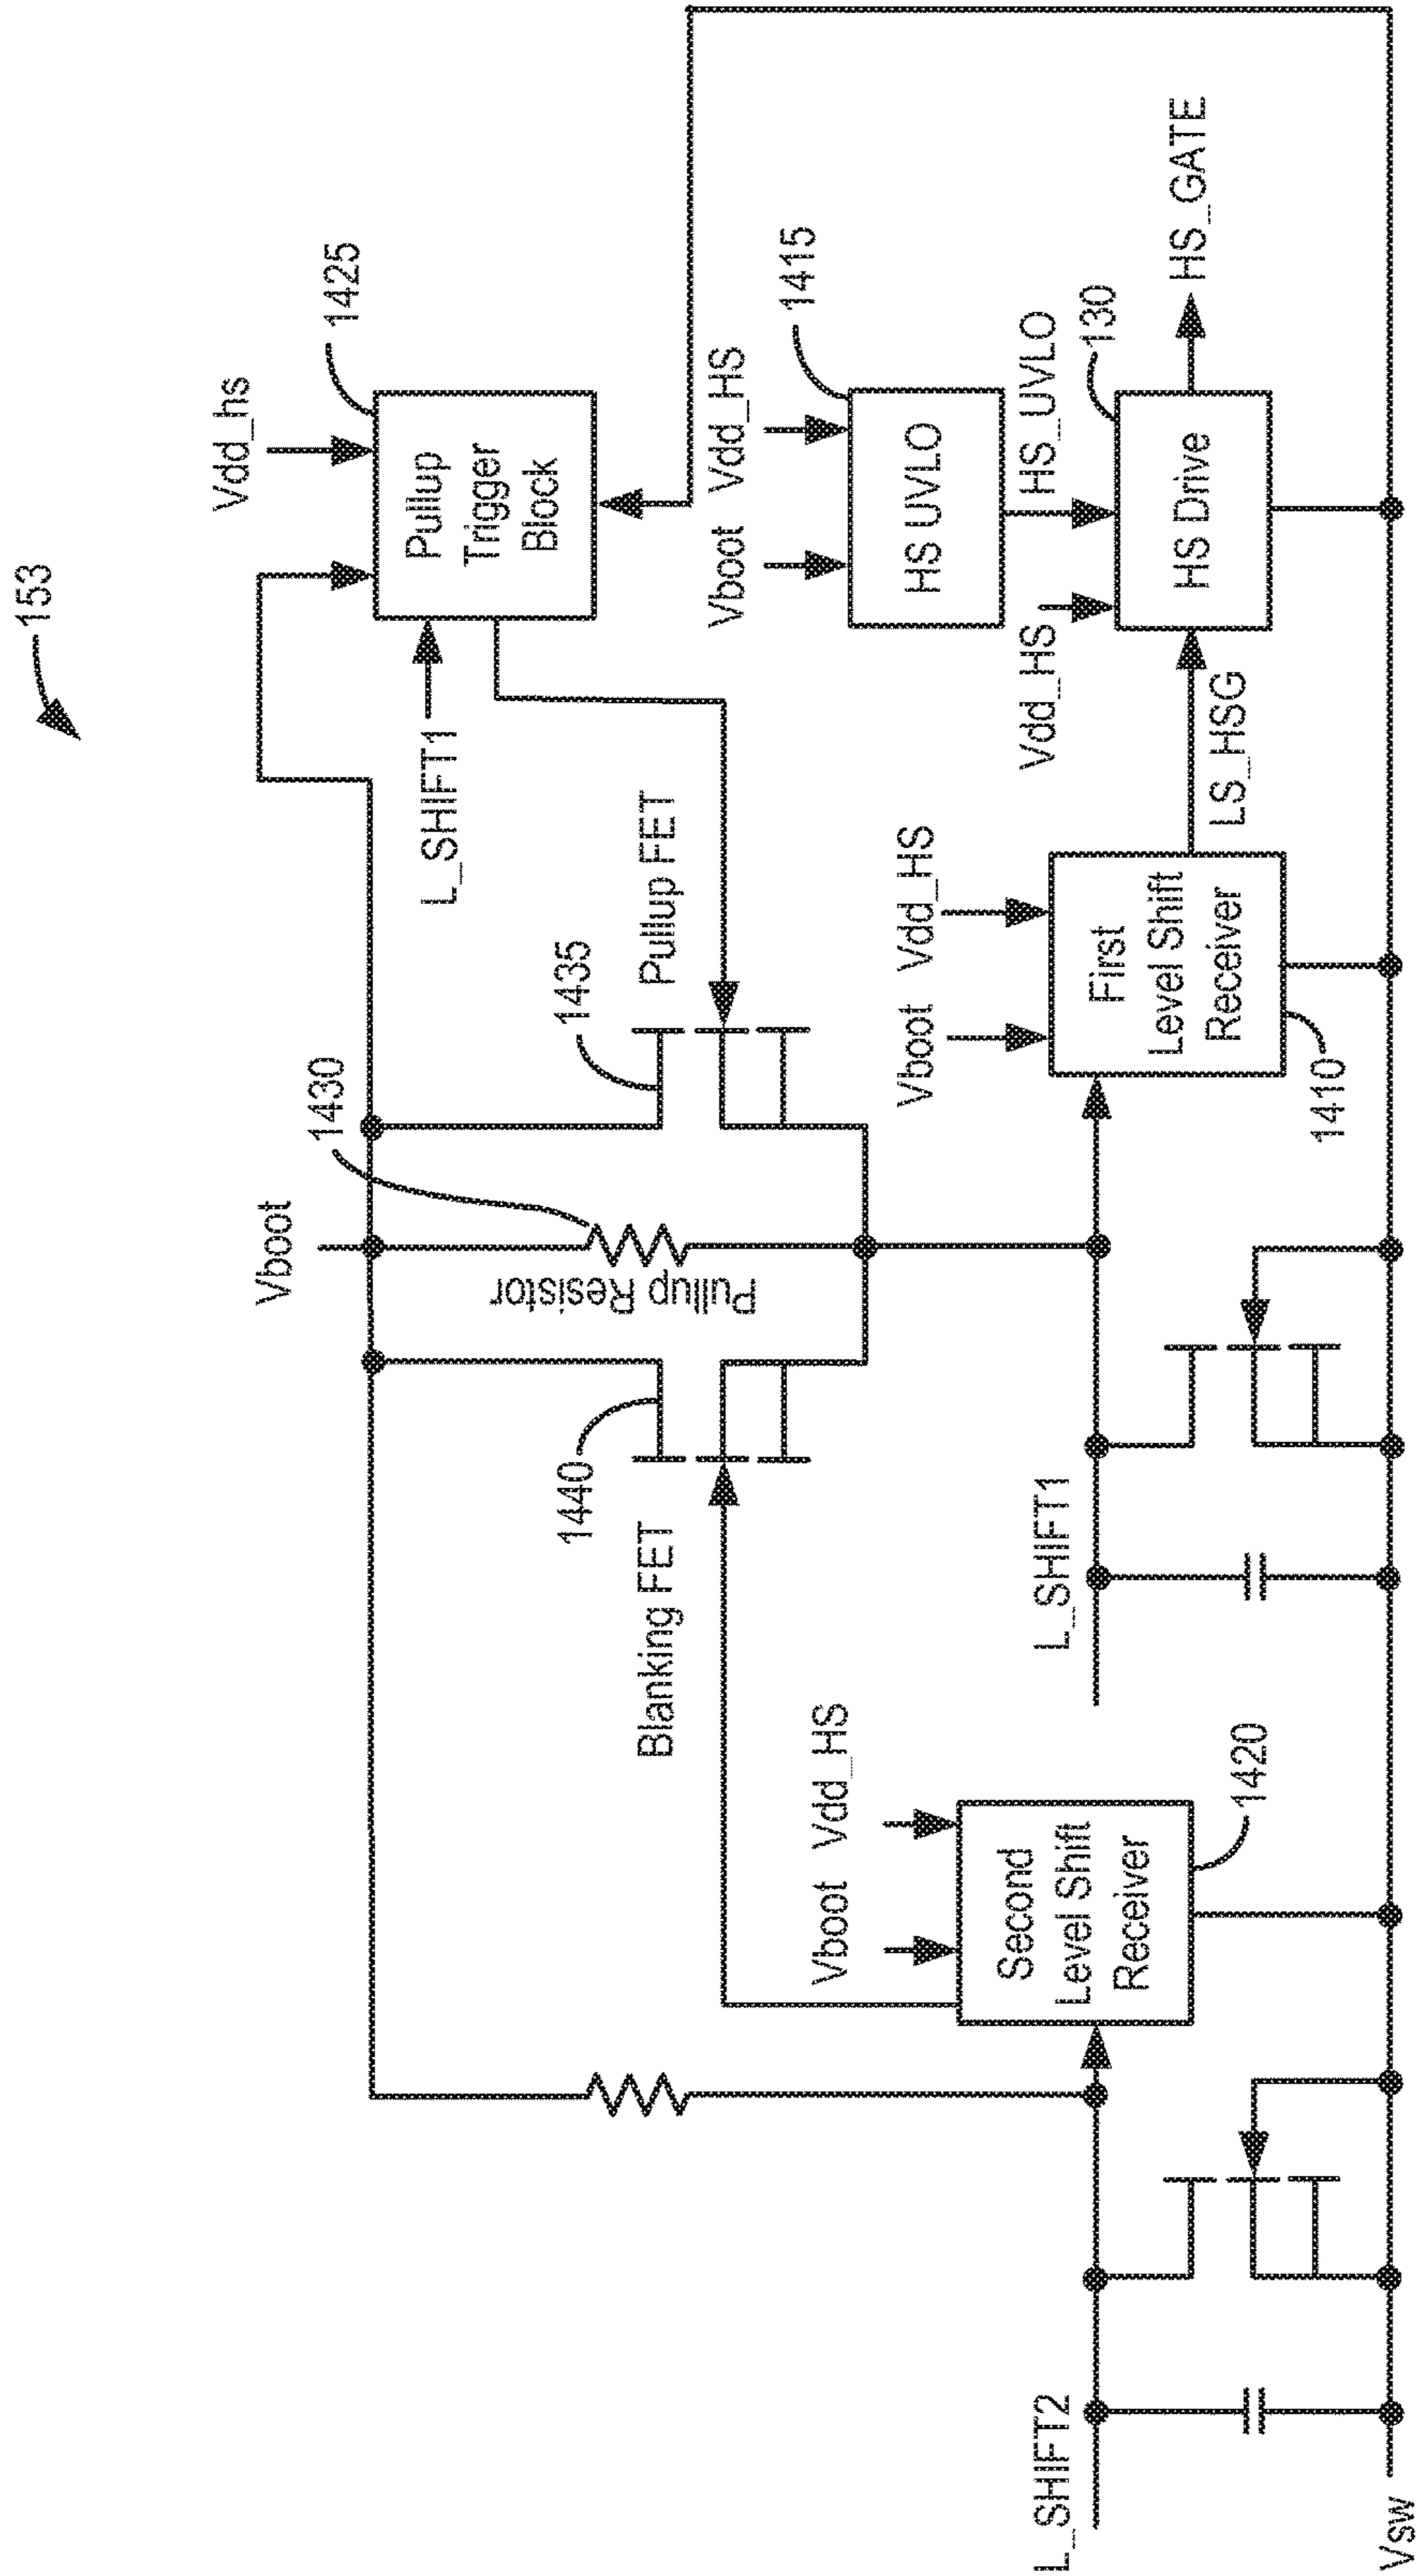 153
Vboot
Vdd_hs
1430
1435
1425
1440
Pullup Resistor
Pullup FET
L_SHIFT1
Pullup
Trigger
Block
Blanking FET
Vboot
Vdd_HS
1415
HS UVLO
Vboot
Vdd_HS
Second
Level Shift
Receiver
1420
Vboot
Vdd_HS
First
Level Shift
Receiver
1410
Vdd_HS
HS_UVLO
130
LS_HSG
HS Drive
HS_GATE
L_SHIFT2
L_SHIFT1
Vsw